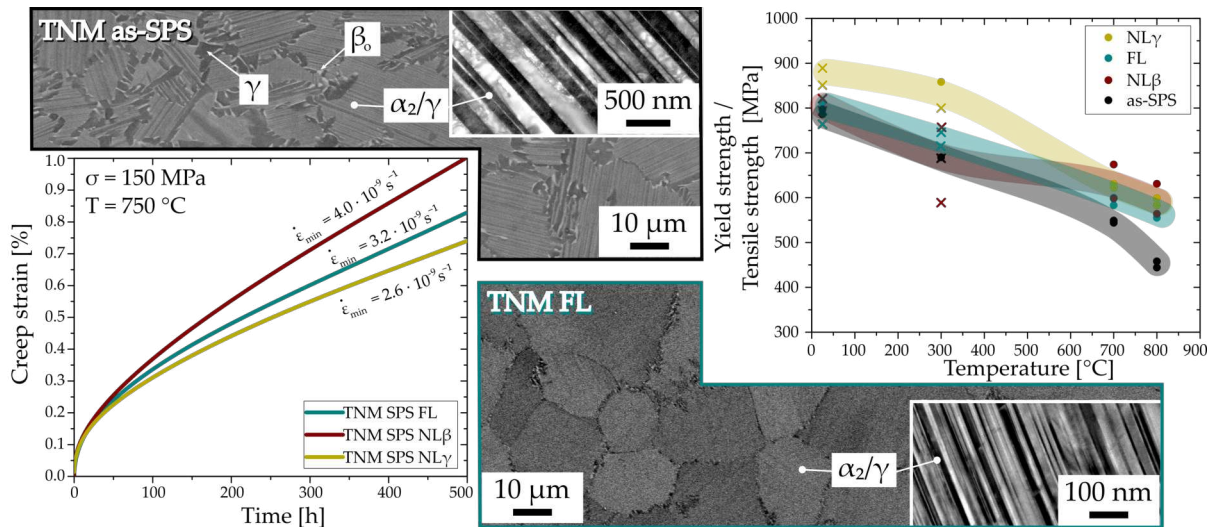 TNM as-SPS
βₒ
γ
α₂/γ
500 nm
10 µm
σ = 150 MPa
T = 750 °C
ε̇ₘᵢₙ = 4.0 · 10⁻⁹ s⁻¹
ε̇ₘᵢₙ = 3.2 · 10⁻⁹ s⁻¹
ε̇ₘᵢₙ = 2.6 · 10⁻⁹ s⁻¹
1.0
0.9
0.8
0.7
0.6
0.5
0.4
0.3
0.2
0.1
0.0
Creep strain [%]
TNM SPS FL
TNM SPS NLβ
TNM SPS NLγ
0 100 200 300 400 500
Time [h]
NLγ
FL
NLβ
as-SPS
1000
900
800
700
600
500
400
300
Yield strength /
Tensile strength [MPa]
0 100 200 300 400 500 600 700 800 900
Temperature [°C]
TNM FL
α₂/γ
10 µm
100 nm